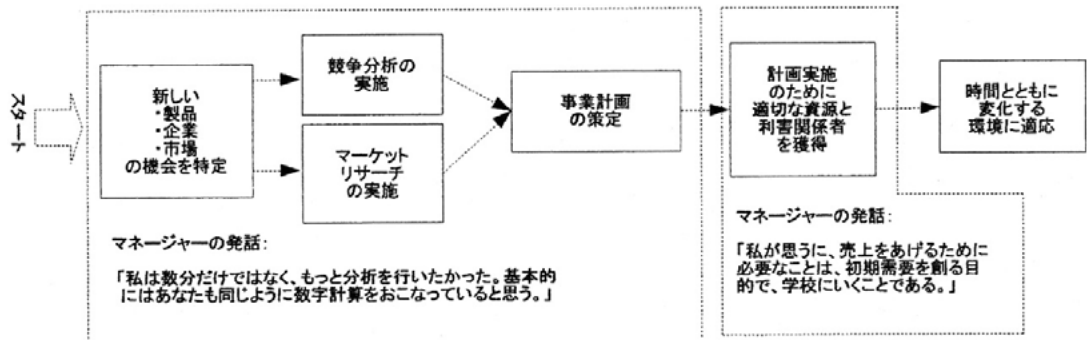 スタート
新しい
・製品
・企業
・市場
の機会を特定
競争分析の
実施
マーケット
リサーチ
の実施
事業計画
の策定
計画実施
のために
適切な資源と
利害関係者
を獲得
時間とともに
変化する
環境に適応
マネージャーの発話：
「私は数分だけではなく、もっと分析を行いたかった。基本的
にはあなたも同じように数字計算をおこなっていると思う。」
マネージャーの発話：
「私が思うに、売上をあげるために
必要なことは、初期需要を創る目
的で、学校にいくことである。」